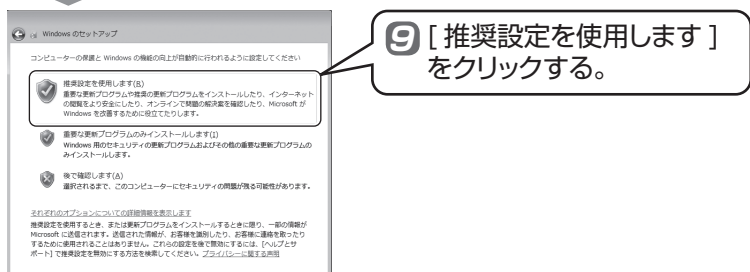 Windows のセットアップ
コンピューターの保護と Windows の機能の向上が自動的に行われるように設定してください
推奨設定を使用します(R)
重要な更新プログラムや推奨の更新プログラムをインストールしたり、インターネット
の閲覧をより安全にしたり、オンラインで問題の解決策を確認したり、Microsoft が
Windows を改善するために役立てたりします。
重要な更新プログラムのみインストールします(I)
Windows 用のセキュリティの更新プログラムおよびその他の重要な更新プログラムの
みインストールします。
後で確認します(A)
選択されるまで、このコンピューターにセキュリティの問題が残る可能性があります。
それぞれのオプションについての詳細情報を表示します
推奨設定を使用するとき、または更新プログラムをインストールするときに限り、一部の情報が
Microsoft に送信されます。送信された情報が、お客様を識別したり、お客様に連絡を取ったり
するために使用されることはありません。これらの設定を後で無効にするには、[ヘルプとサ
ポート] で推奨設定を無効にする方法を検索してください。プライバシーに関する声明
9 [ 推奨設定を使用します ]
をクリックする。